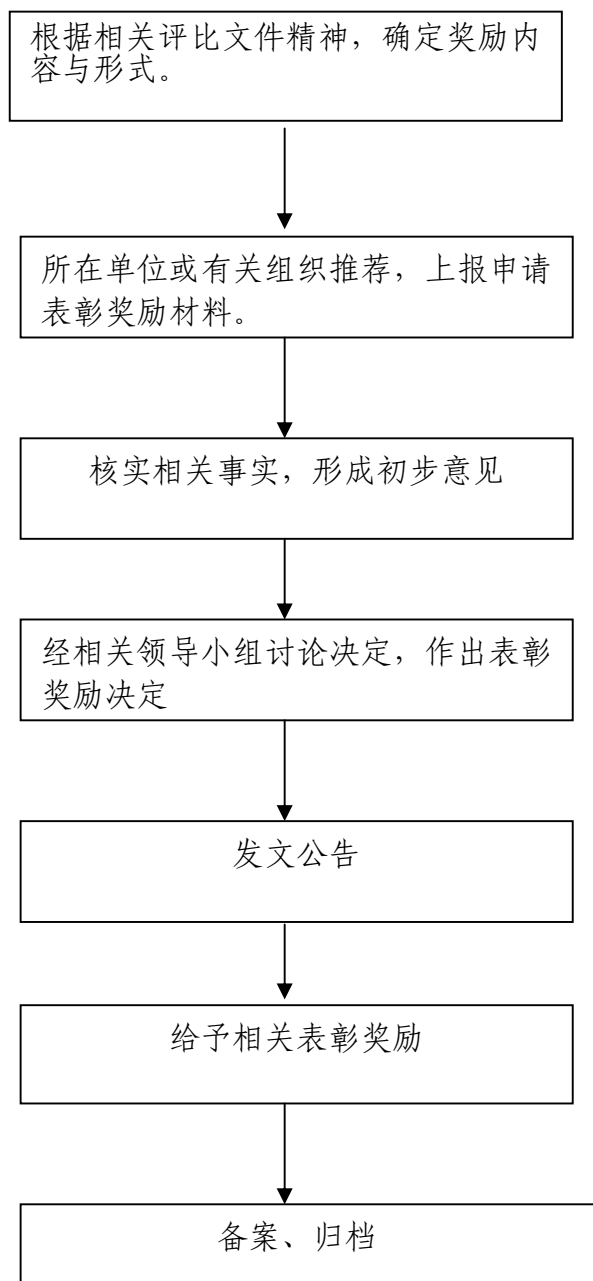 根据相关评比文件精神，确定奖励内
容与形式。
所在单位或有关组织推荐，上报申请
表彰奖励材料。
核实相关事实，形成初步意见
经相关领导小组讨论决定，作出表彰
奖励决定
发文公告
给予相关表彰奖励
备案、归档